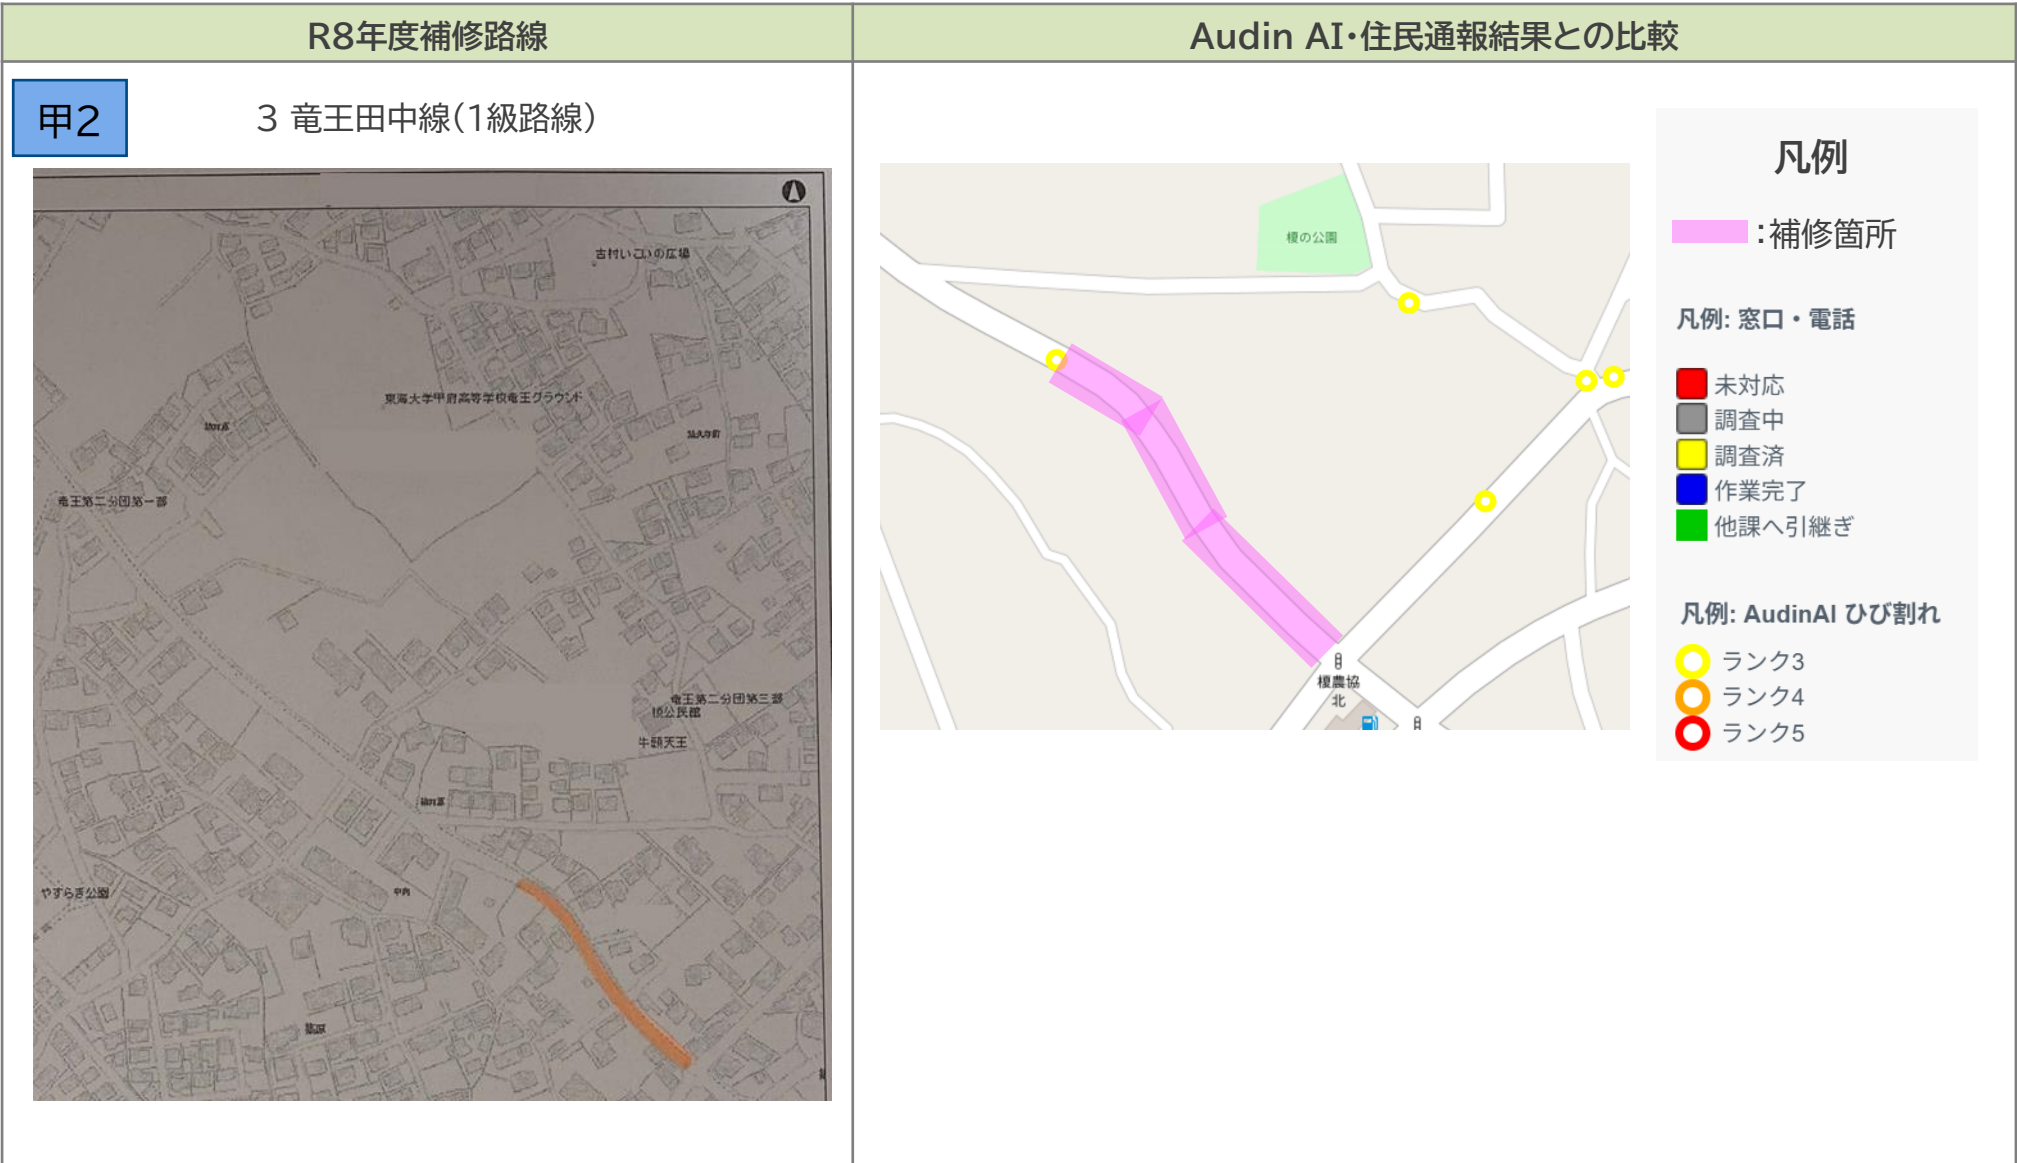 R8年度補修路線
Audin AI・住民通報結果との比較
甲2
3 竜王田中線(1級路線)
吉村いこいの広場
東海大学甲府高等学校竜王グラウンド
竜王第二分団第一部
竜王第二分団第三部
榎公民館
牛頭天王
やすらぎ公園
榎の公園
榎農協
北
凡例
:補修箇所
凡例: 窓口・電話
未対応
調査中
調査済
作業完了
他課へ引継ぎ
凡例: AudinAI ひび割れ
ランク3
ランク4
ランク5